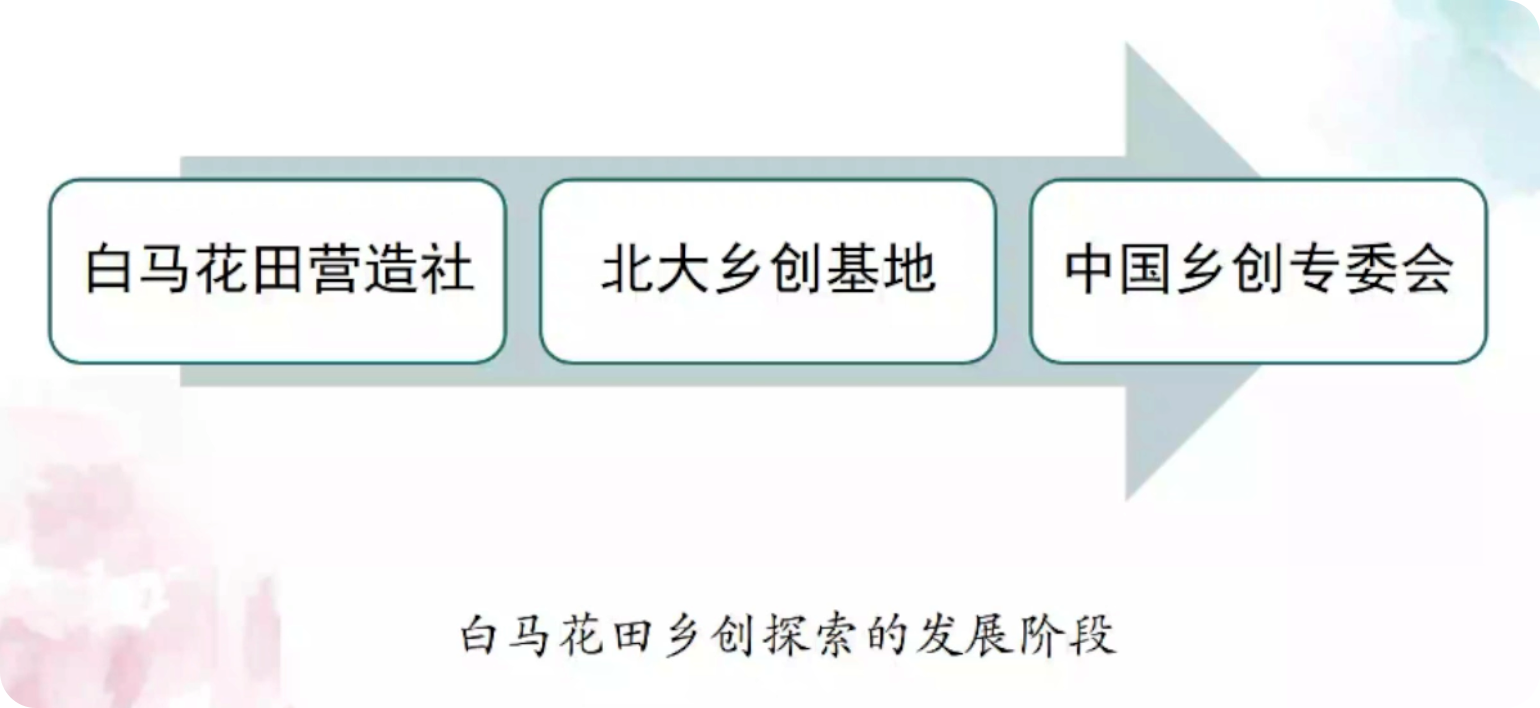 白马花田营造社
北大乡创基地
中国乡创专委会
白马花田乡创探索的发展阶段